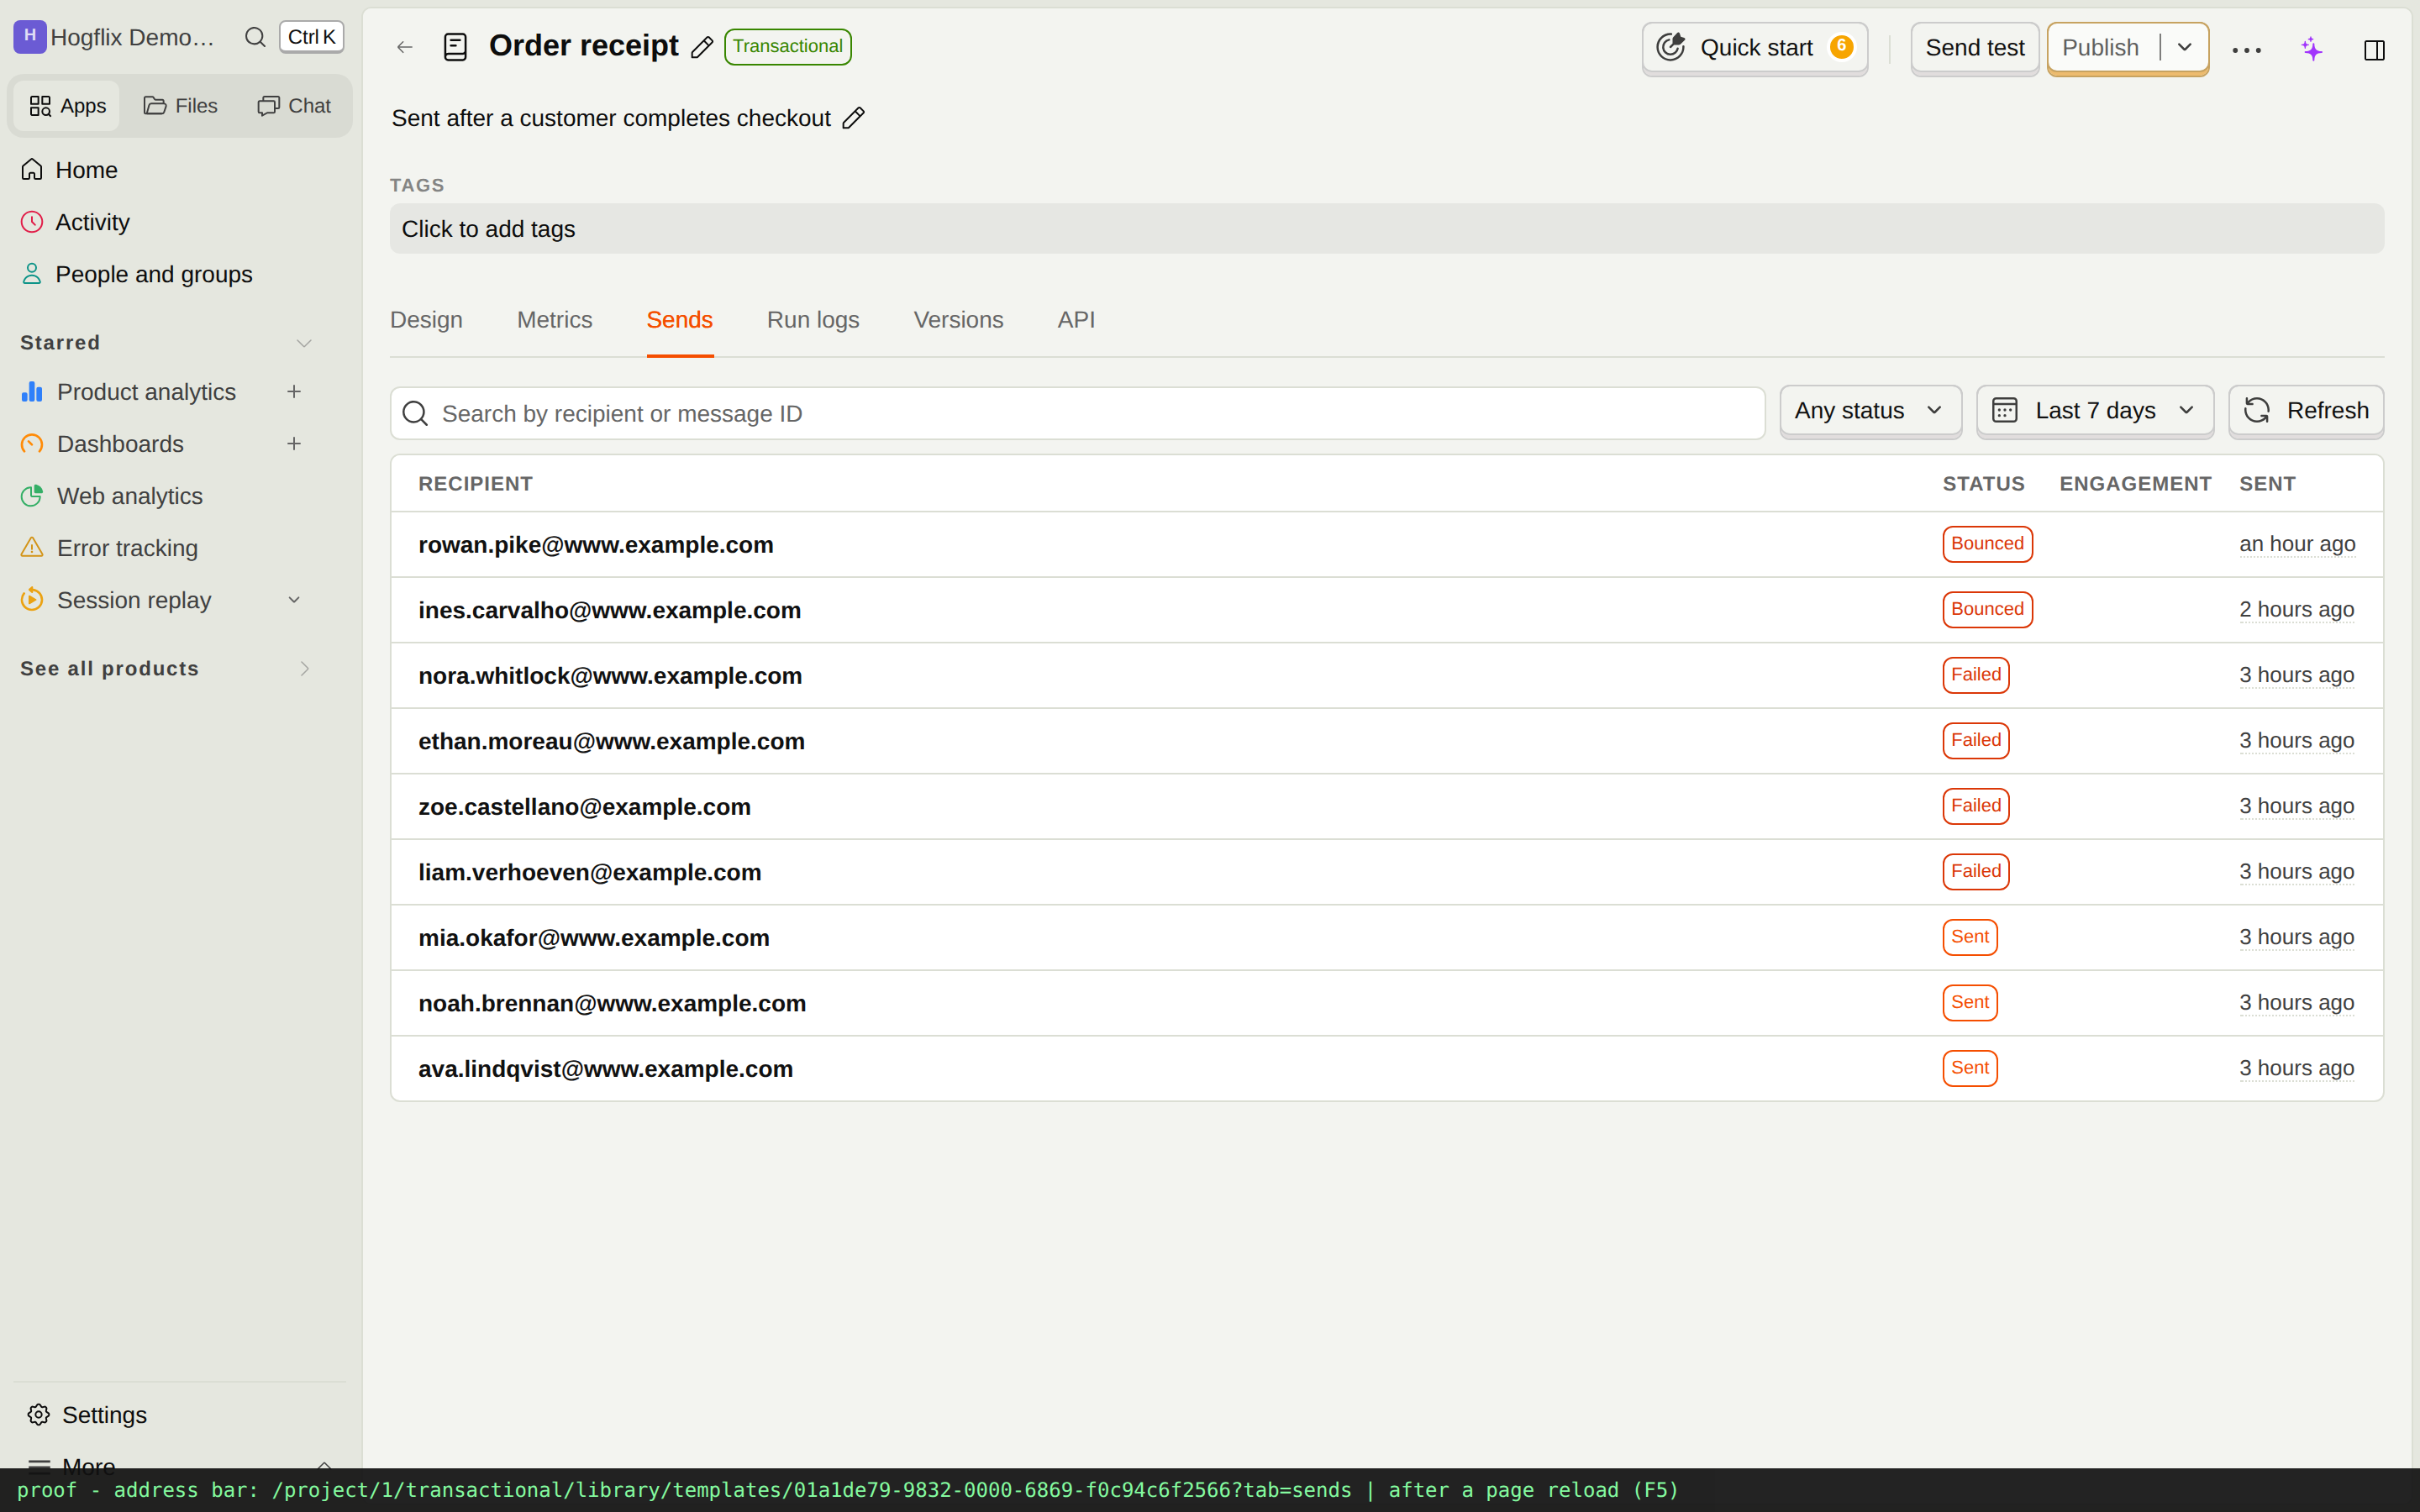 H Hogflix Demo… Ctrl K
Apps Files Chat
Home
Activity
People and groups
Starred
Product analytics
Dashboards
Web analytics
Error tracking
Session replay
See all products
Settings
More
Order receipt Transactional
Quick start 6 Send test Publish
Sent after a customer completes checkout
TAGS
Click to add tags
Design Metrics Sends Run logs Versions API
Search by recipient or message ID Any status Last 7 days Refresh
RECIPIENT STATUS ENGAGEMENT SENT
rowan.pike@www.example.com Bounced an hour ago
ines.carvalho@www.example.com Bounced 2 hours ago
nora.whitlock@www.example.com Failed 3 hours ago
ethan.moreau@www.example.com Failed 3 hours ago
zoe.castellano@example.com Failed 3 hours ago
liam.verhoeven@example.com Failed 3 hours ago
mia.okafor@www.example.com Sent 3 hours ago
noah.brennan@www.example.com Sent 3 hours ago
ava.lindqvist@www.example.com Sent 3 hours ago
proof - address bar: /project/1/transactional/library/templates/01a1de79-9832-0000-6869-f0c94c6f2566?tab=sends | after a page reload (F5)